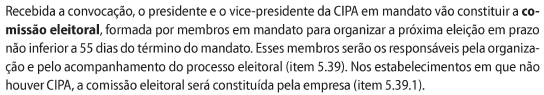 Recebida a convocação, o presidente e o vice-presidente da CIPA em mandato vão constituir a co-
missão eleitoral, formada por membros em mandato para organizar a próxima eleição em prazo
não inferior a 55 dias do término do mandato. Esses membros serão os responsáveis pela organiza-
ção e pelo acompanhamento do processo eleitoral (item 5.39). Nos estabelecimentos em que não
houver CIPA, a comissão eleitoral será constituída pela empresa (item 5.39.1).